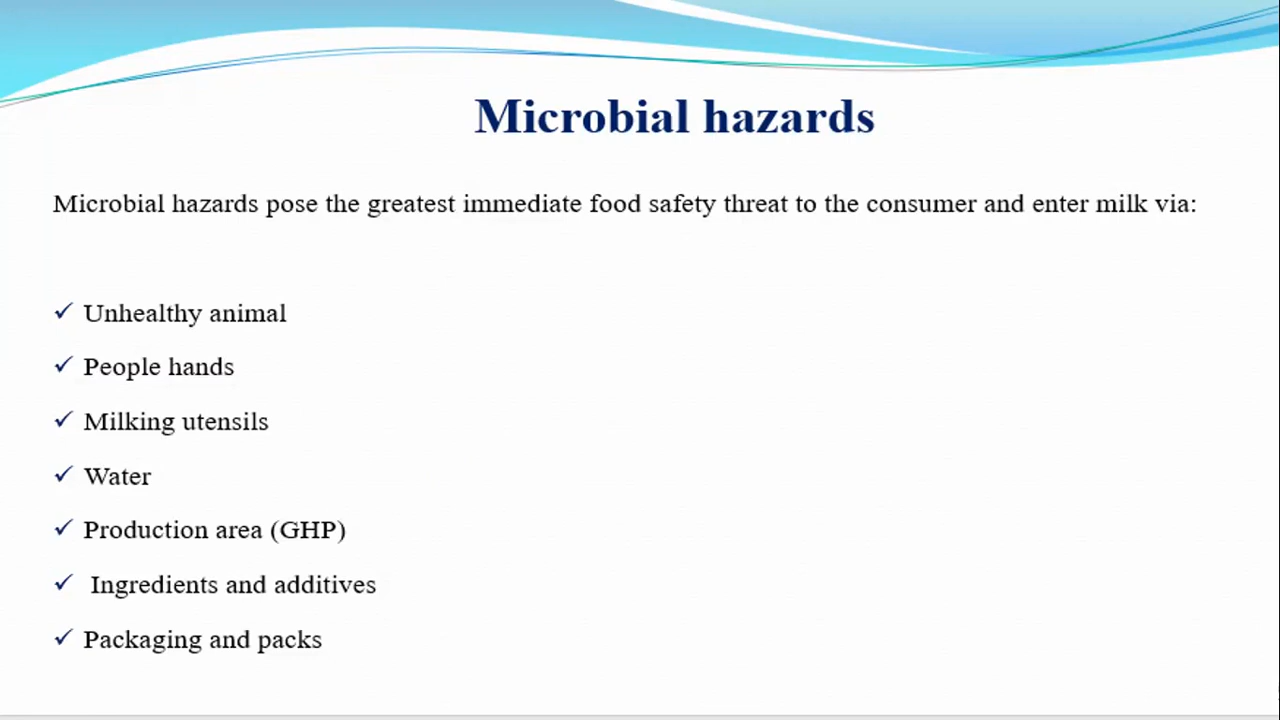 Microbial hazards
Microbial hazards pose the greatest immediate food safety threat to the consumer and enter milk via:
✓ Unhealthy animal
✓ People hands
✓ Milking utensils
✓ Water
✓ Production area (GHP)
✓ Ingredients and additives
✓ Packaging and packs